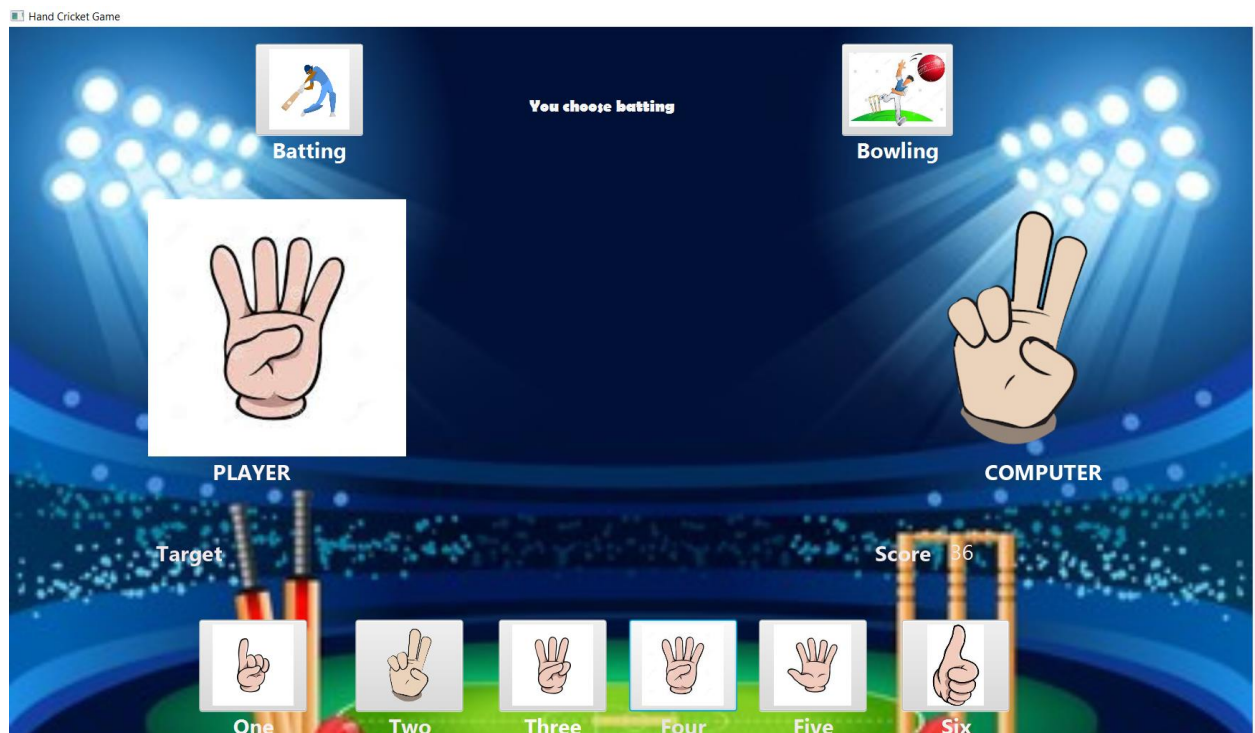 Hand Cricket Game
You choose batting
Batting
Bowling
PLAYER
COMPUTER
Target
Score 36
One
Two
Three
Four
Five
Six